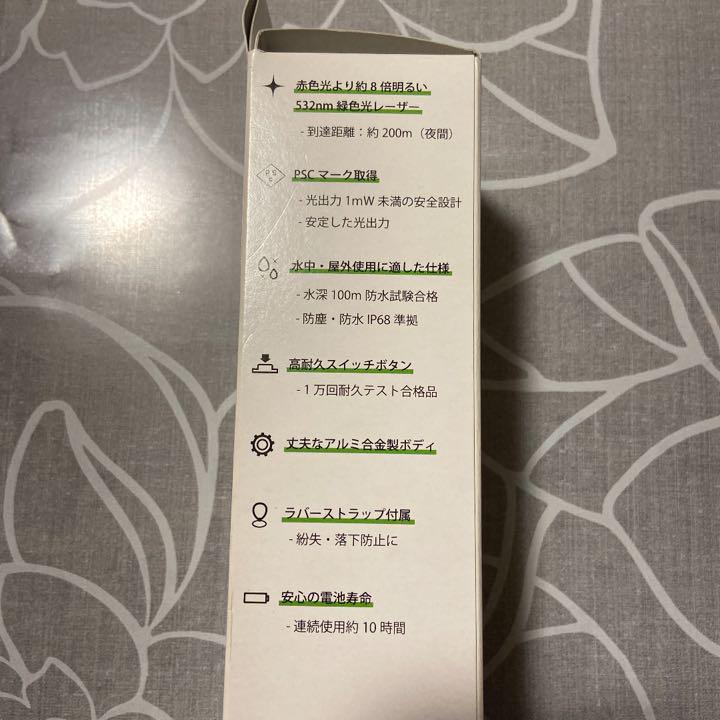 赤色光より約8倍明るい
532nm 緑色光レーザー
- 到達距離：約200m（夜間）
PSC マーク取得
- 光出力 1mW 未満の安全設計
- 安定した光出力
水中・屋外使用に適した仕様
- 水深 100m 防水試験合格
- 防塵・防水 IP68 準拠
高耐久スイッチボタン
- 1万回耐久テスト合格品
丈夫なアルミ合金製ボディ
ラバーストラップ付属
- 紛失・落下防止に
安心の電池寿命
- 連続使用約 10 時間